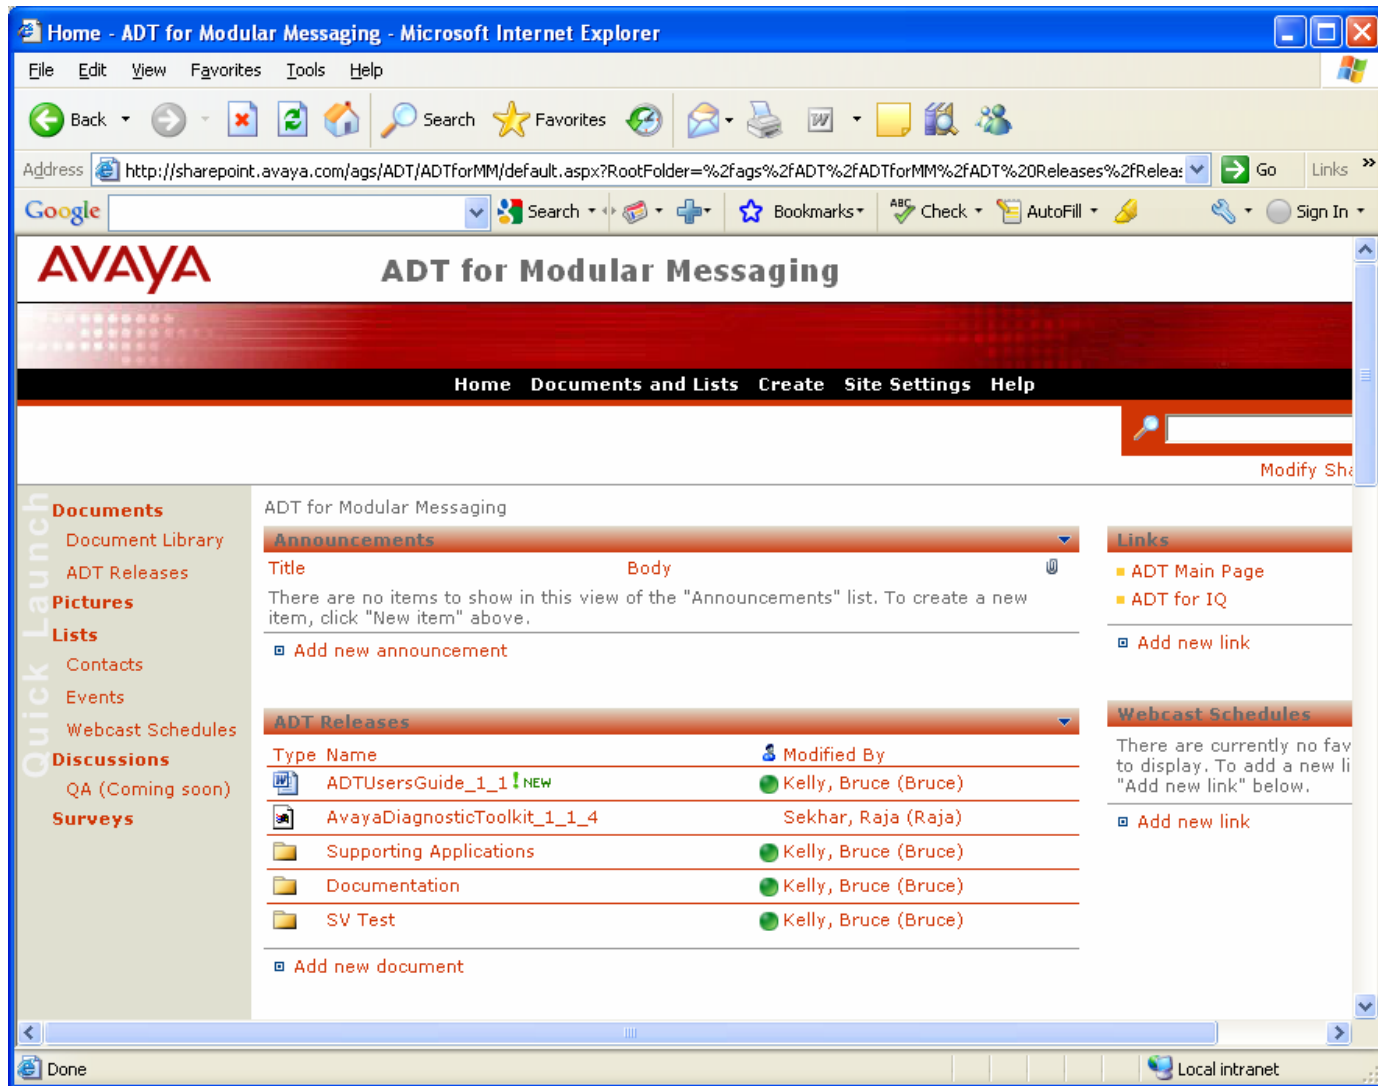 Home - ADT for Modular Messaging - Microsoft Internet Explorer
File Edit View Favorites Tools Help
Back Search Favorites
Address http://sharepoint.avaya.com/ags/ADT/ADTforMM/default.aspx?RootFolder=%2fags%2fADT%2fADTforMM%2fADT%20Releases%2fReleas Go Links »
Google Search Bookmarks ABC Check AutoFill Sign In
AVAYA ADT for Modular Messaging
Home Documents and Lists Create Site Settings Help
Modify Sha
Quick Launch
Documents
Document Library
ADT Releases
Pictures
Lists
Contacts
Events
Webcast Schedules
Discussions
QA (Coming soon)
Surveys
ADT for Modular Messaging
Announcements
Title Body
There are no items to show in this view of the "Announcements" list. To create a new
item, click "New item" above.
Add new announcement
ADT Releases
Type Name Modified By
ADTUsersGuide_1_1 ! NEW Kelly, Bruce (Bruce)
AvayaDiagnosticToolkit_1_1_4 Sekhar, Raja (Raja)
Supporting Applications Kelly, Bruce (Bruce)
Documentation Kelly, Bruce (Bruce)
SV Test Kelly, Bruce (Bruce)
Add new document
Links
ADT Main Page
ADT for IQ
Add new link
Webcast Schedules
There are currently no fav
to display. To add a new li
"Add new link" below.
Add new link
Done Local intranet